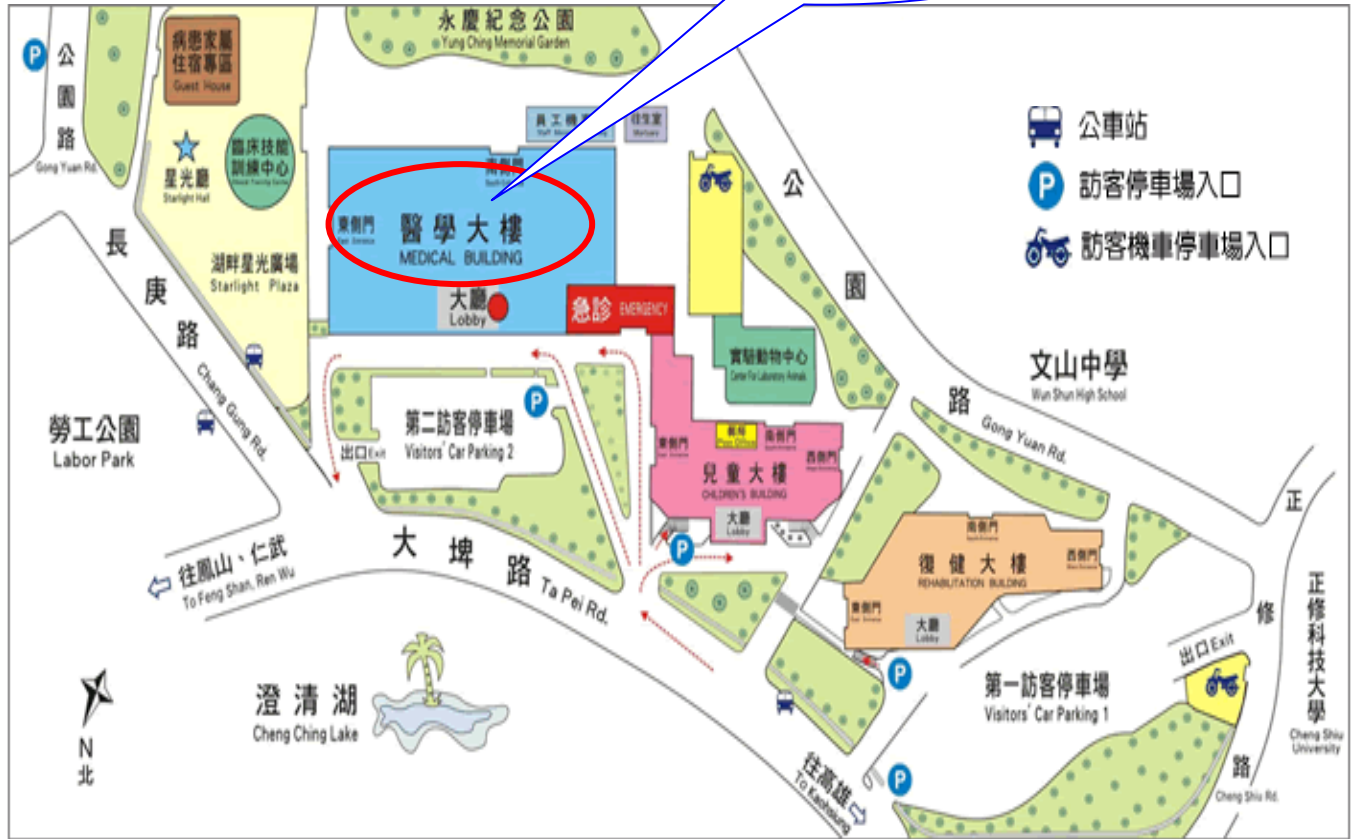 永慶紀念公園
Yung Ching Memorial Garden
P
公園路
Gong Yuan Rd.
病患家屬
住宿專區
Guest House
臨床技能
訓練中心
星光廳
Starlight Hall
湖畔星光廣場
Starlight Plaza
員工機
往生室
Mortuary
南側門
東側門
醫學大樓
MEDICAL BUILDING
大廳
Lobby
急診 EMERGENCY
公車站
P 訪客停車場入口
訪客機車停車場入口
公園路
Gong Yuan Rd.
文山中學
Wun Shun High School
實驗動物中心
Center For Laboratory Animals
長庚路
Chang Gung Rd.
勞工公園
Labor Park
第二訪客停車場
Visitors' Car Parking 2
P
出口 Exit
東側門
郵局
Post Office
南側門
西側門
兒童大樓
CHILDREN'S BUILDING
大廳
Lobby
P
南側門
西側門
復健大樓
REHABILITATION BUILDING
東側門
大廳
Lobby
P
往鳳山、仁武
To Feng Shan, Ren Wu
大埤路 Ta Pei Rd.
澄清湖
Cheng Ching Lake
N
北
第一訪客停車場
Visitors' Car Parking 1
出口 Exit
P
往高雄
To Kaohsiung
正修路
Cheng Shiu Rd.
正修科技大學
Cheng Shiu
University